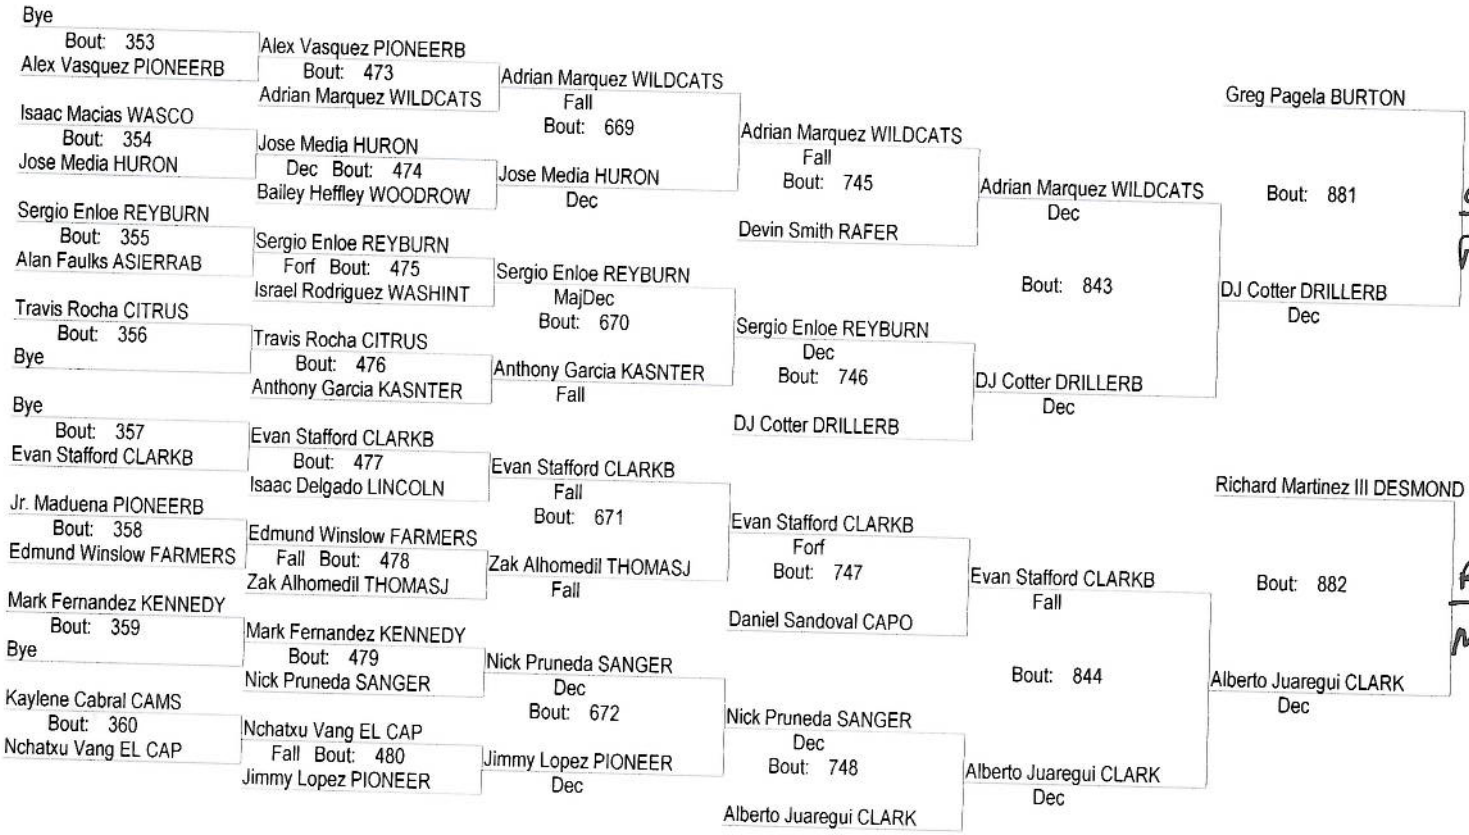 Bye
Bout: 353
Alex Vasquez PIONEERB
Isaac Macias WASCO
Bout: 354
Jose Media HURON
Sergio Enloe REYBURN
Bout: 355
Alan Faulks ASIERRAB
Travis Rocha CITRUS
Bout: 356
Bye
Bye
Bout: 357
Evan Stafford CLARKB
Jr. Maduena PIONEERB
Bout: 358
Edmund Winslow FARMERS
Mark Fernandez KENNEDY
Bout: 359
Bye
Kaylene Cabral CAMS
Bout: 360
Nchatxu Vang EL CAP
Alex Vasquez PIONEERB
Bout: 473
Adrian Marquez WILDCATS
Jose Media HURON
Dec Bout: 474
Bailey Heffley WOODROW
Sergio Enloe REYBURN
Forf Bout: 475
Israel Rodriguez WASHINT
Travis Rocha CITRUS
Bout: 476
Anthony Garcia KASNTER
Evan Stafford CLARKB
Bout: 477
Isaac Delgado LINCOLN
Edmund Winslow FARMERS
Fall Bout: 478
Zak Alhomedil THOMASJ
Mark Fernandez KENNEDY
Bout: 479
Nick Pruneda SANGER
Nchatxu Vang EL CAP
Fall Bout: 480
Jimmy Lopez PIONEER
Adrian Marquez WILDCATS
Fall
Bout: 669
Jose Media HURON
Dec
Sergio Enloe REYBURN
MajDec
Bout: 670
Anthony Garcia KASNTER
Fall
Evan Stafford CLARKB
Fall
Bout: 671
Zak Alhomedil THOMASJ
Fall
Nick Pruneda SANGER
Dec
Bout: 672
Jimmy Lopez PIONEER
Dec
Adrian Marquez WILDCATS
Fall
Bout: 745
Devin Smith RAFER
Sergio Enloe REYBURN
Dec
Bout: 746
DJ Cotter DRILLERB
Evan Stafford CLARKB
Forf
Bout: 747
Daniel Sandoval CAPO
Nick Pruneda SANGER
Dec
Bout: 748
Alberto Juaregui CLARK
Adrian Marquez WILDCATS
Dec
Bout: 843
DJ Cotter DRILLERB
Dec
Evan Stafford CLARKB
Fall
Bout: 844
Alberto Juaregui CLARK
Dec
Greg Pagela BURTON
Bout: 881
DJ Cotter DRILLERB
Dec
Richard Martinez III DESMOND
Bout: 882
Alberto Juaregui CLARK
Dec